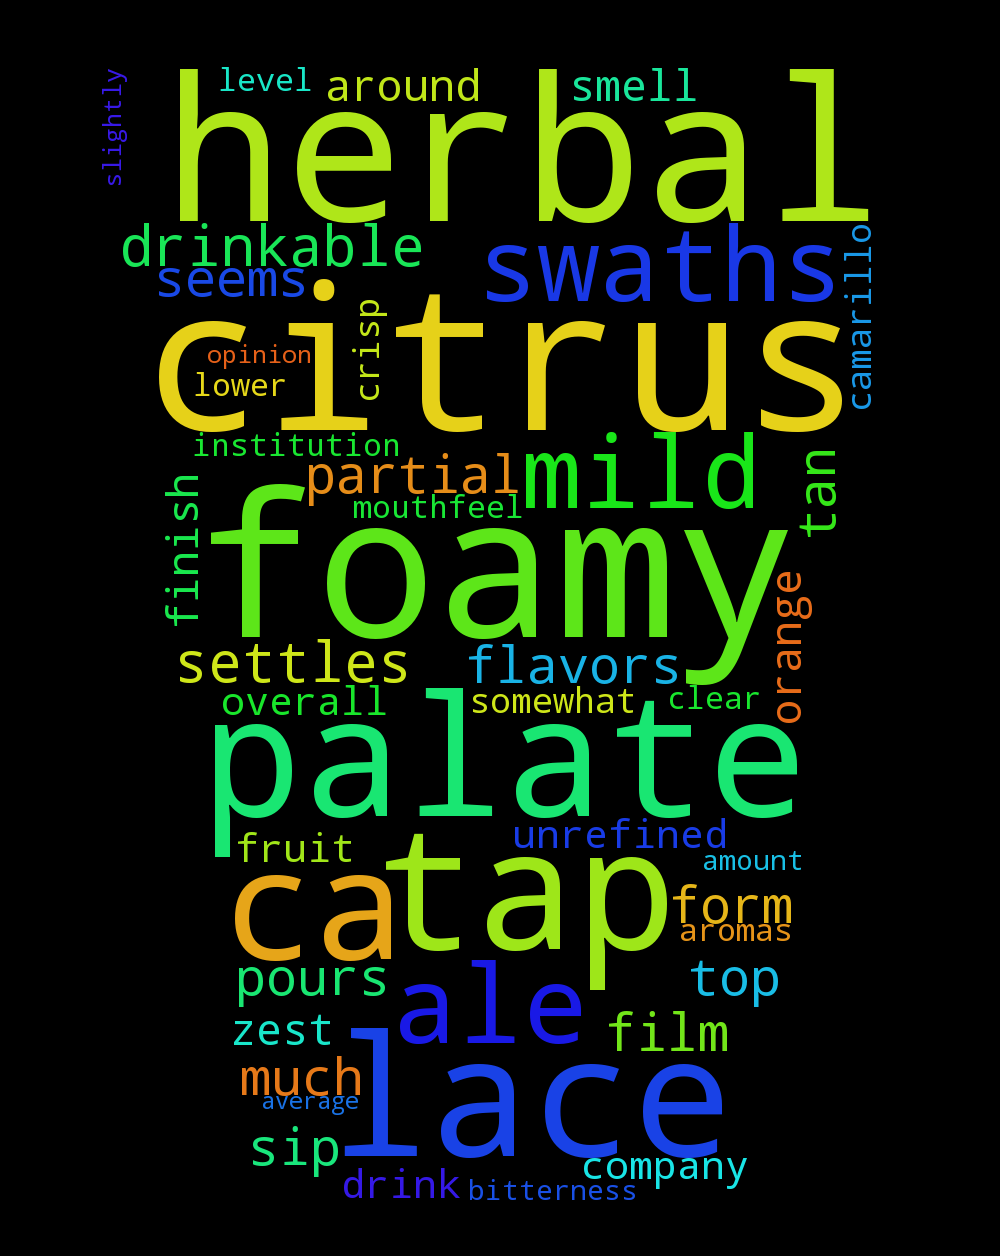 slightly
level
around
smell
herbal
drinkable
swaths
seems
camarillo
citrus
crisp
opinion
lower
institution
mild
partial
tan
mouthfeel
finish
foamy
orange
settles
flavors
overall
somewhat
clear
palate
fruit
unrefined
tap
amount
ca
form
aromas
pours
top
ale
zest
film
lace
much
average
sip
company
drink
bitterness